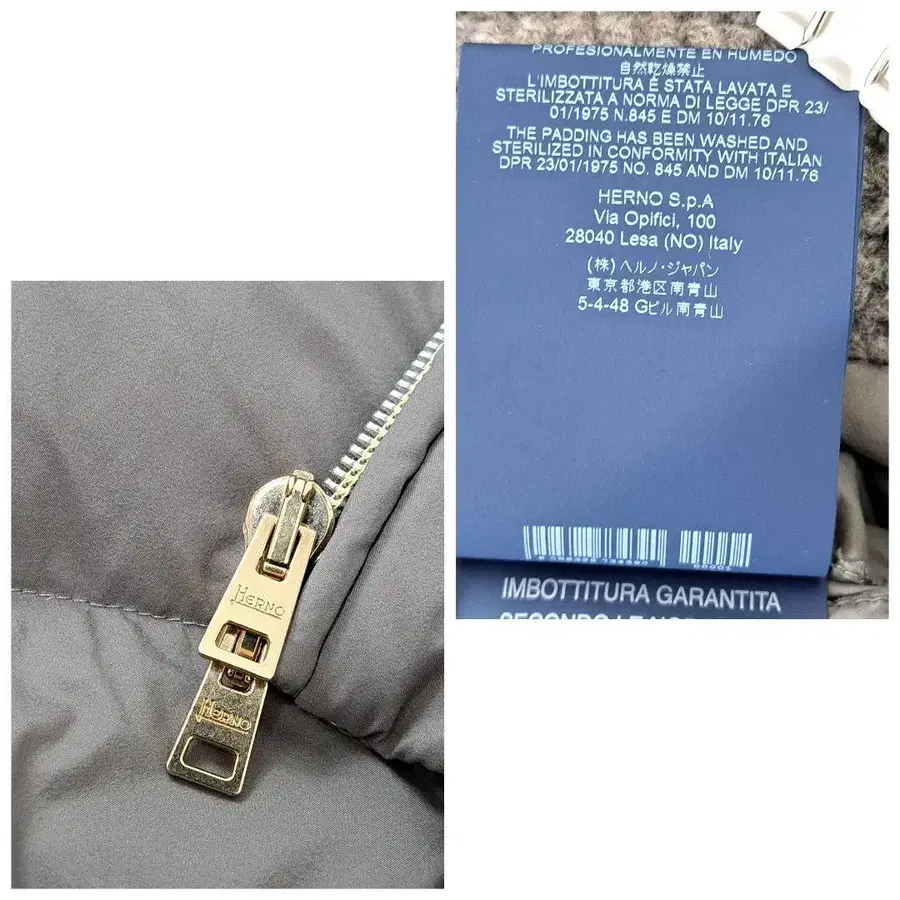 PROFESIONALMENTE EN HUMEDO
自然乾燥禁止
L'IMBOTTITURA È STATA LAVATA E
STERILIZZATA A NORMA DI LEGGE DPR 23/
01/1975 N.845 E DM 10/11.76
THE PADDING HAS BEEN WASHED AND
STERILIZED IN CONFORMITY WITH ITALIAN
DPR 23/01/1975 NO. 845 AND DM 10/11.76
HERNO S.p.A
Via Opifici, 100
28040 Lesa (NO) Italy
(株)ヘルノ・ジャパン
東京都港区南青山
5-4-48 Gビル南青山
IMBOTTITURA GARANTITA
HERNO
HERNO